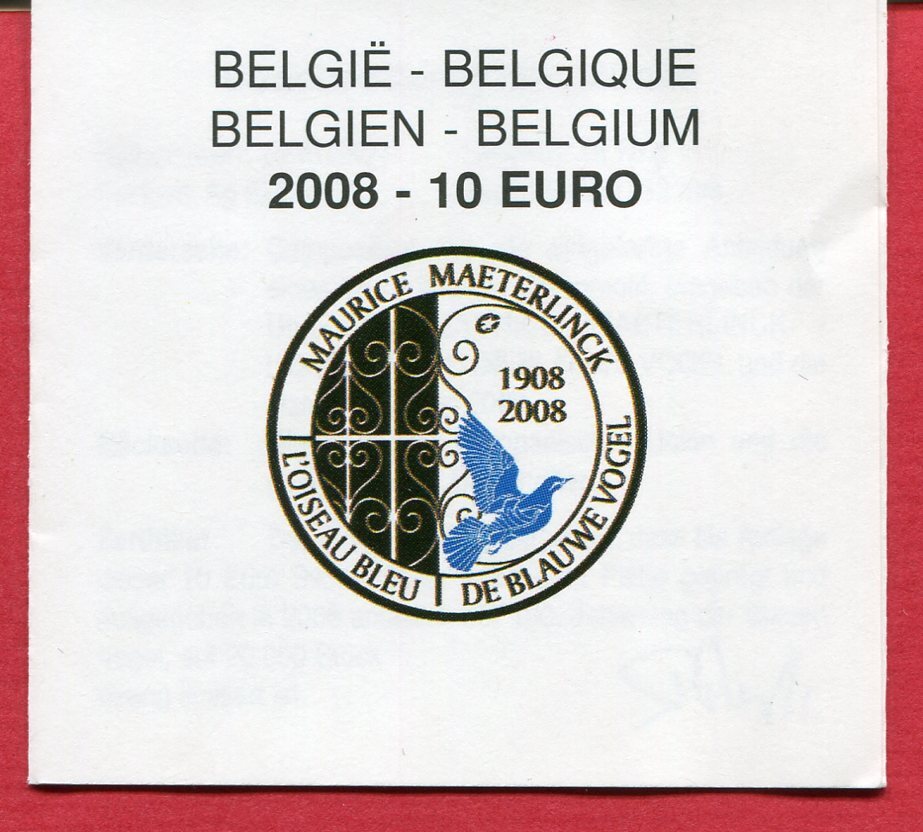 BELGIË - BELGIQUE
BELGIEN - BELGIUM
2008 - 10 EURO
MAURICE MAETERLINCK
1908
2008
L'OISEAU BLEU
DE BLAUWE VOGEL